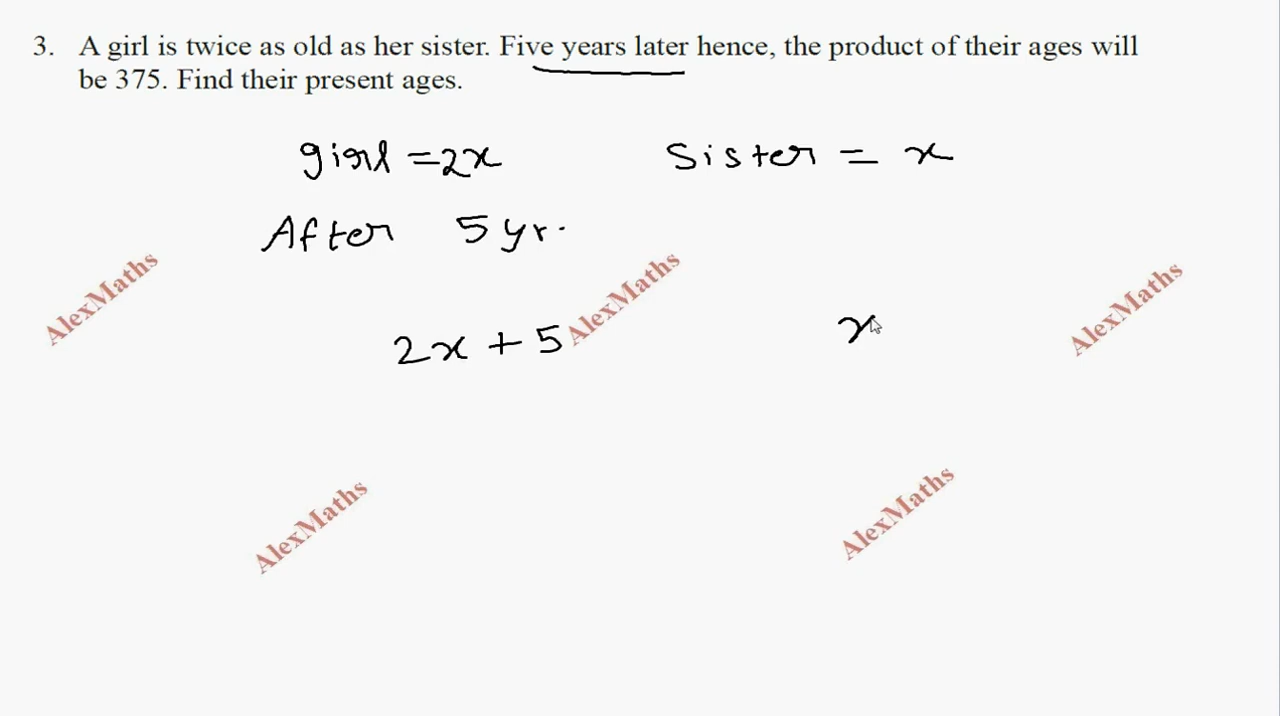 3. A girl is twice as old as her sister. Five years later hence, the product of their ages will
be 375. Find their present ages.
girl = 2x Sister = x
After 5 yr.
AlexMaths AlexMaths AlexMaths
2x + 5 x
AlexMaths AlexMaths